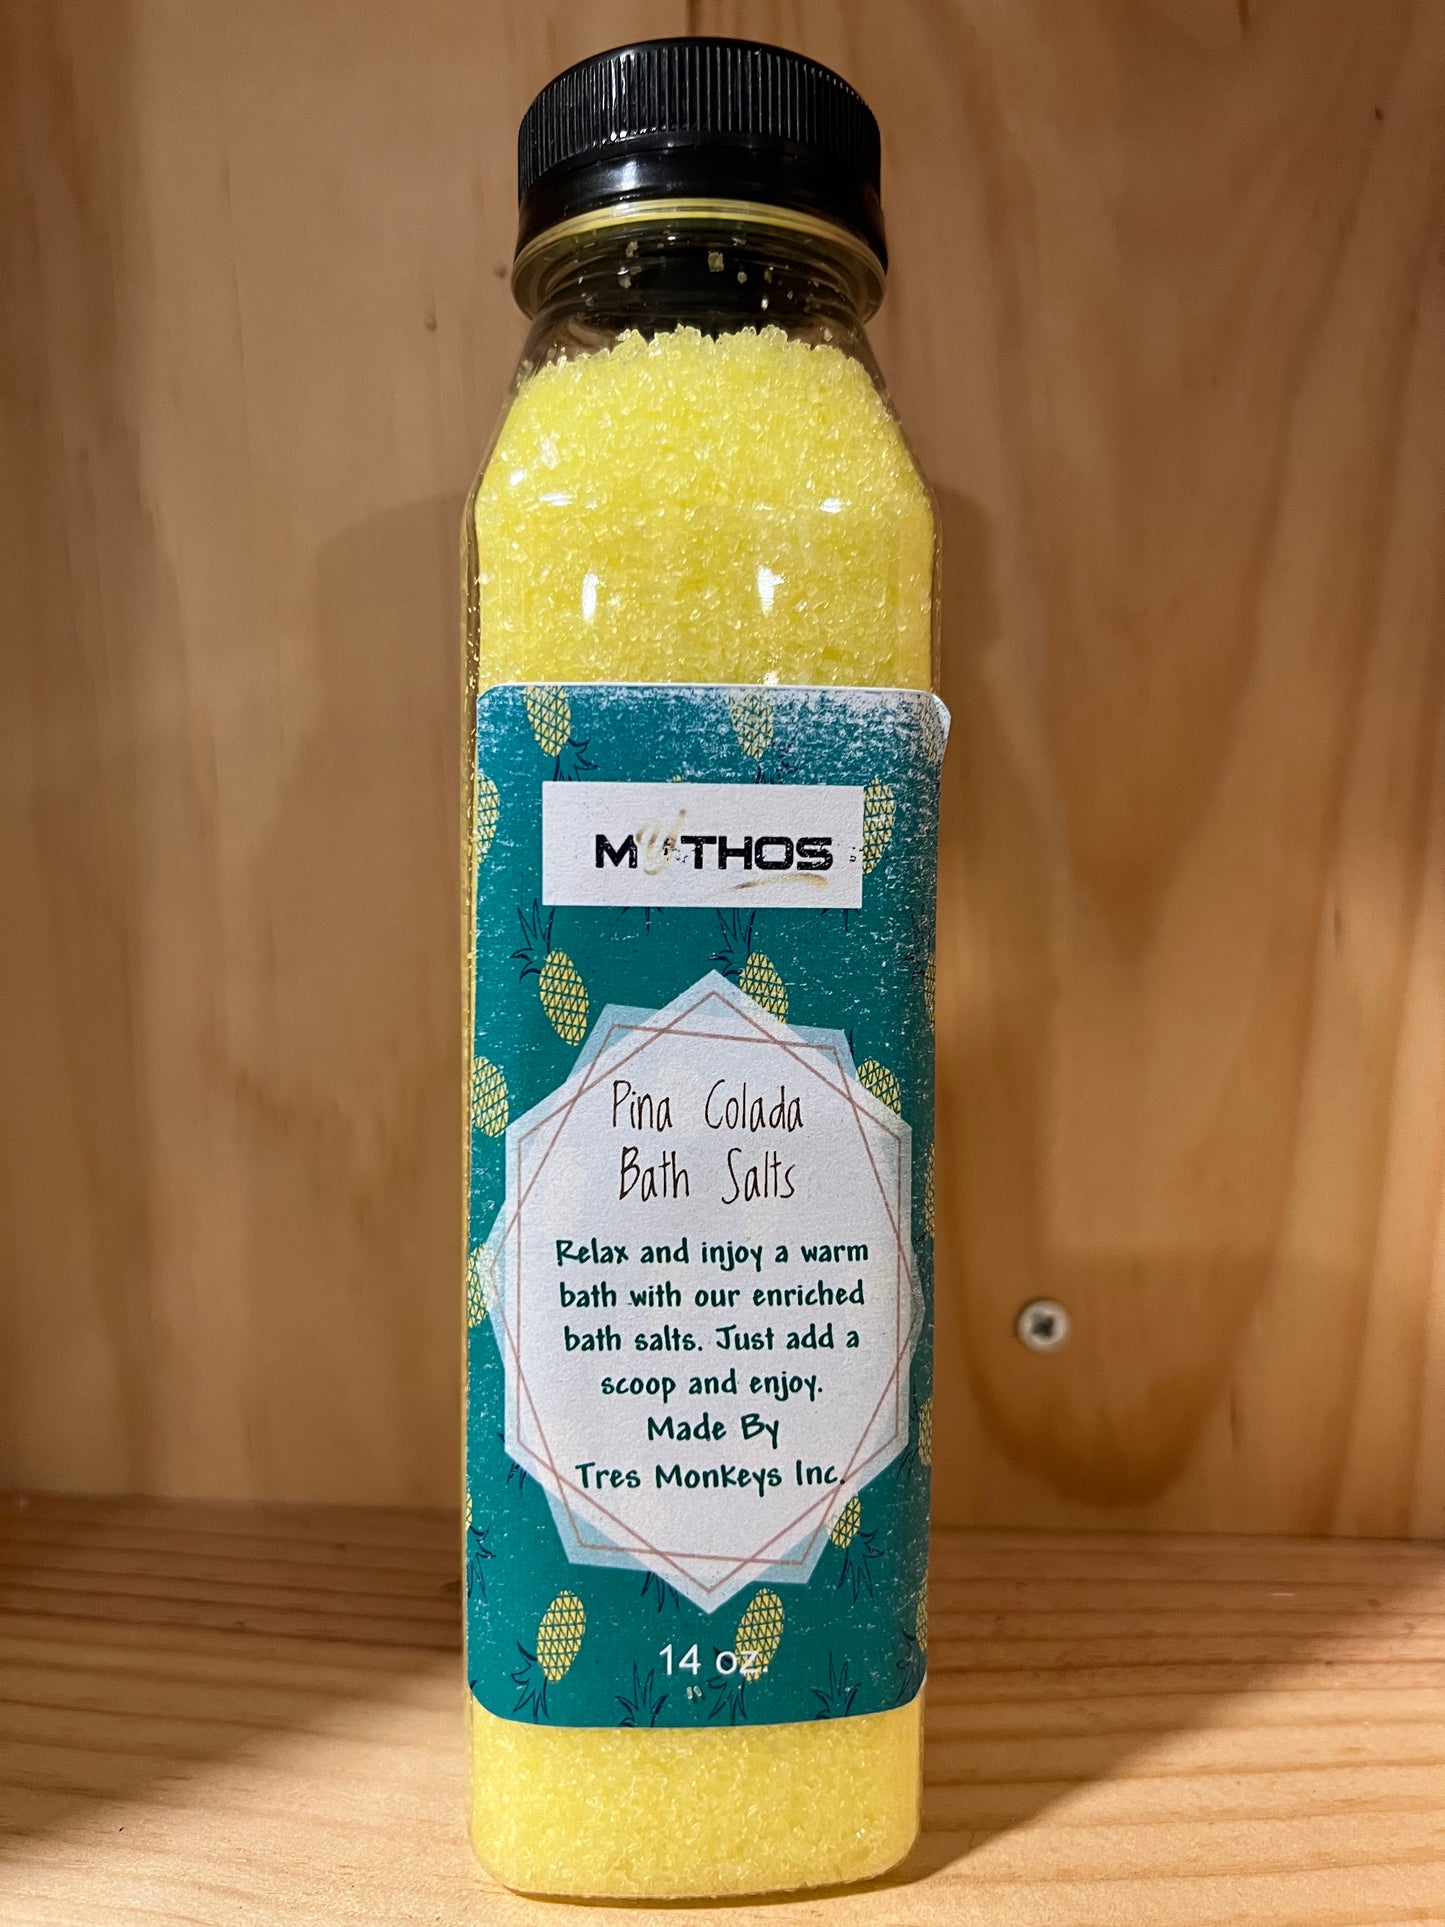 MYTHOS
Pina Colada
Bath Salts
Relax and injoy a warm
bath with our enriched
bath salts. Just add a
scoop and enjoy.
Made By
Tres Monkeys Inc.
14 oz.